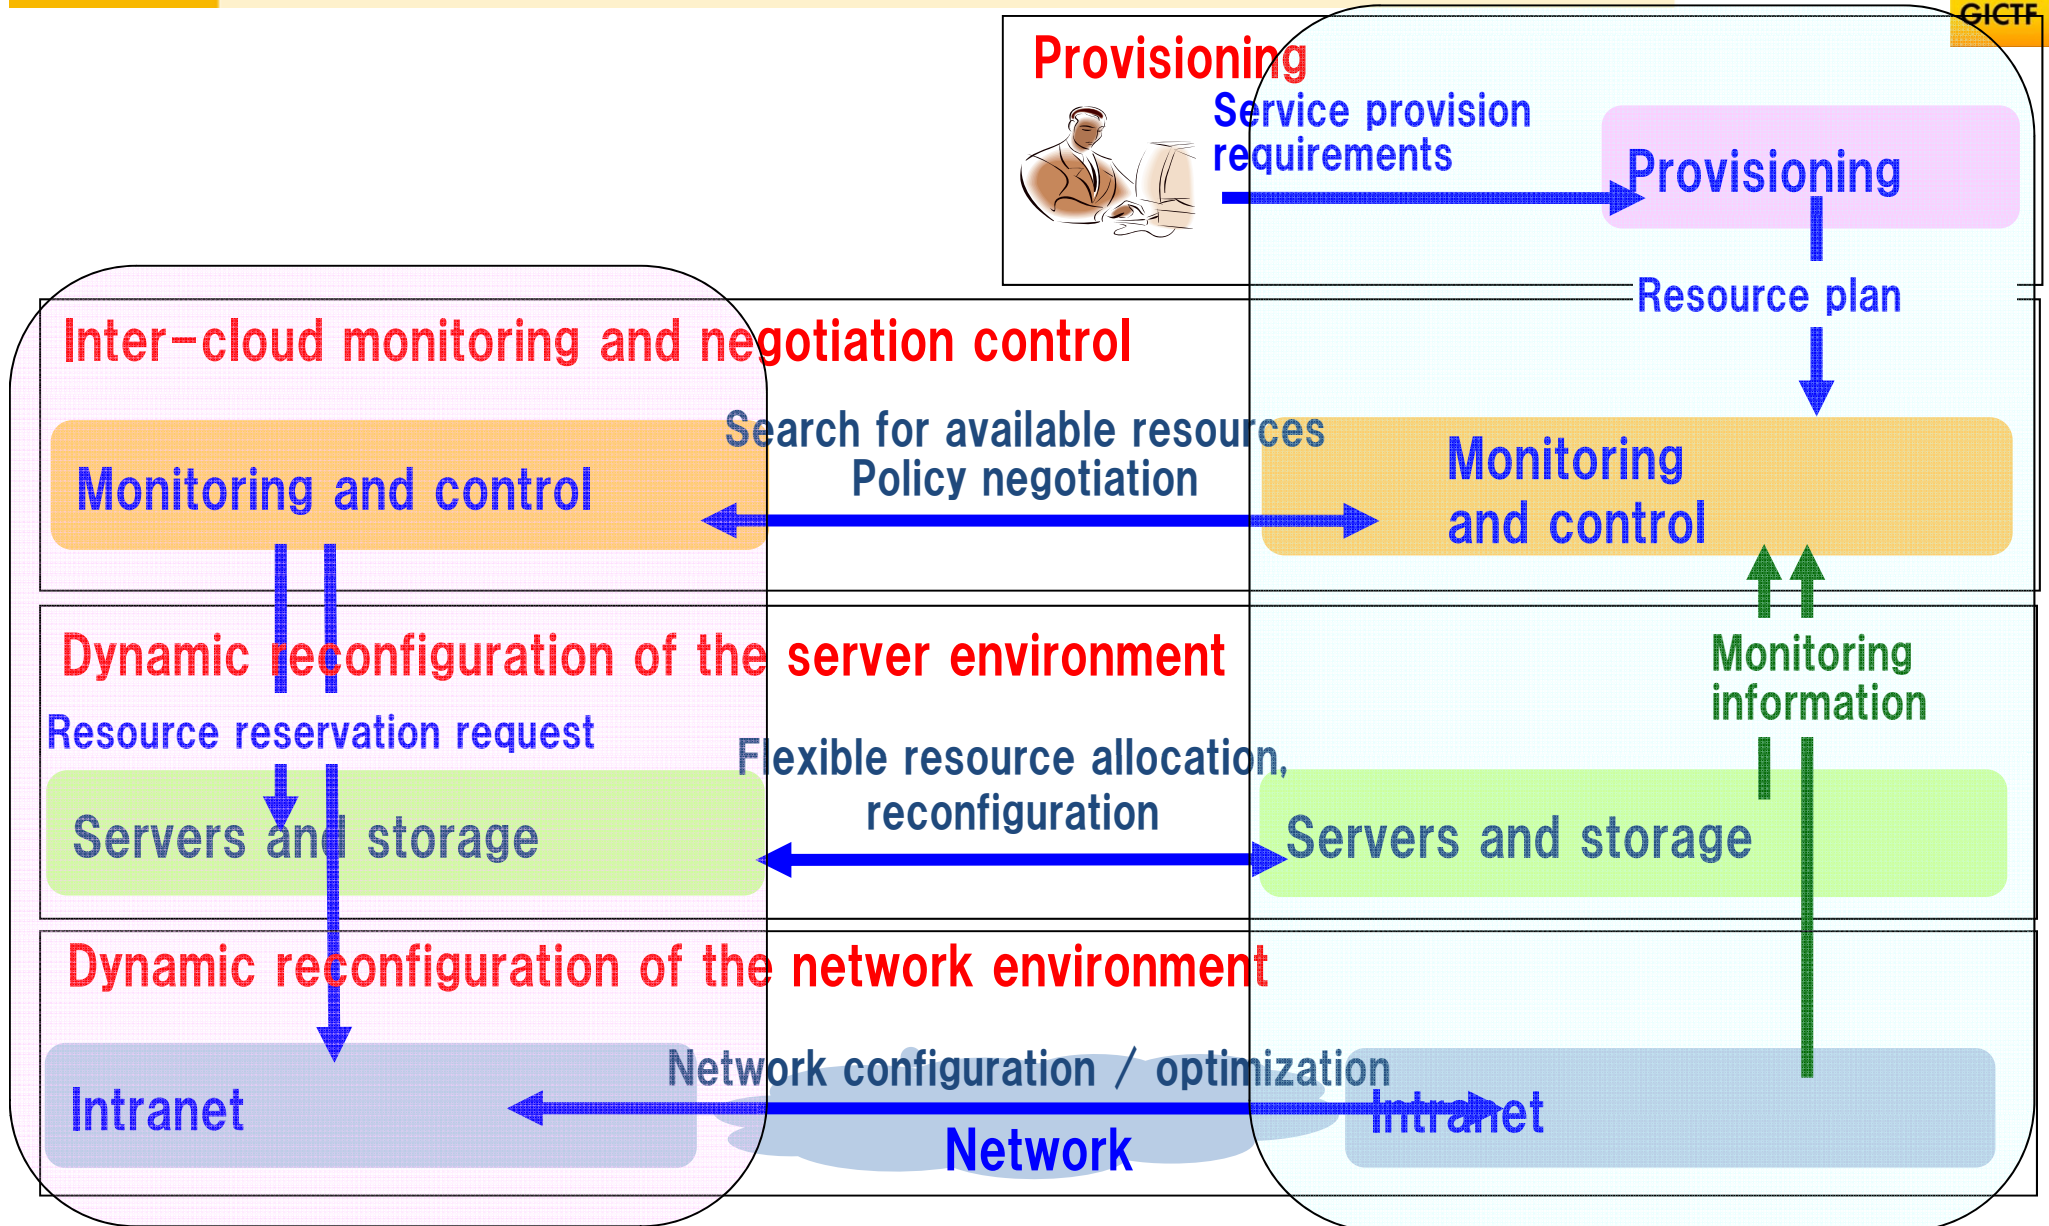 GICTF
Provisioning
Service provision
requirements
Provisioning
Resource plan
Inter-cloud monitoring and negotiation control
Search for available resources
Policy negotiation
Monitoring and control
Monitoring
and control
Dynamic reconfiguration of the server environment
Monitoring
information
Resource reservation request
Flexible resource allocation,
reconfiguration
Servers and storage
Servers and storage
Dynamic reconfiguration of the network environment
Network configuration / optimization
Intranet
Intranet
Network